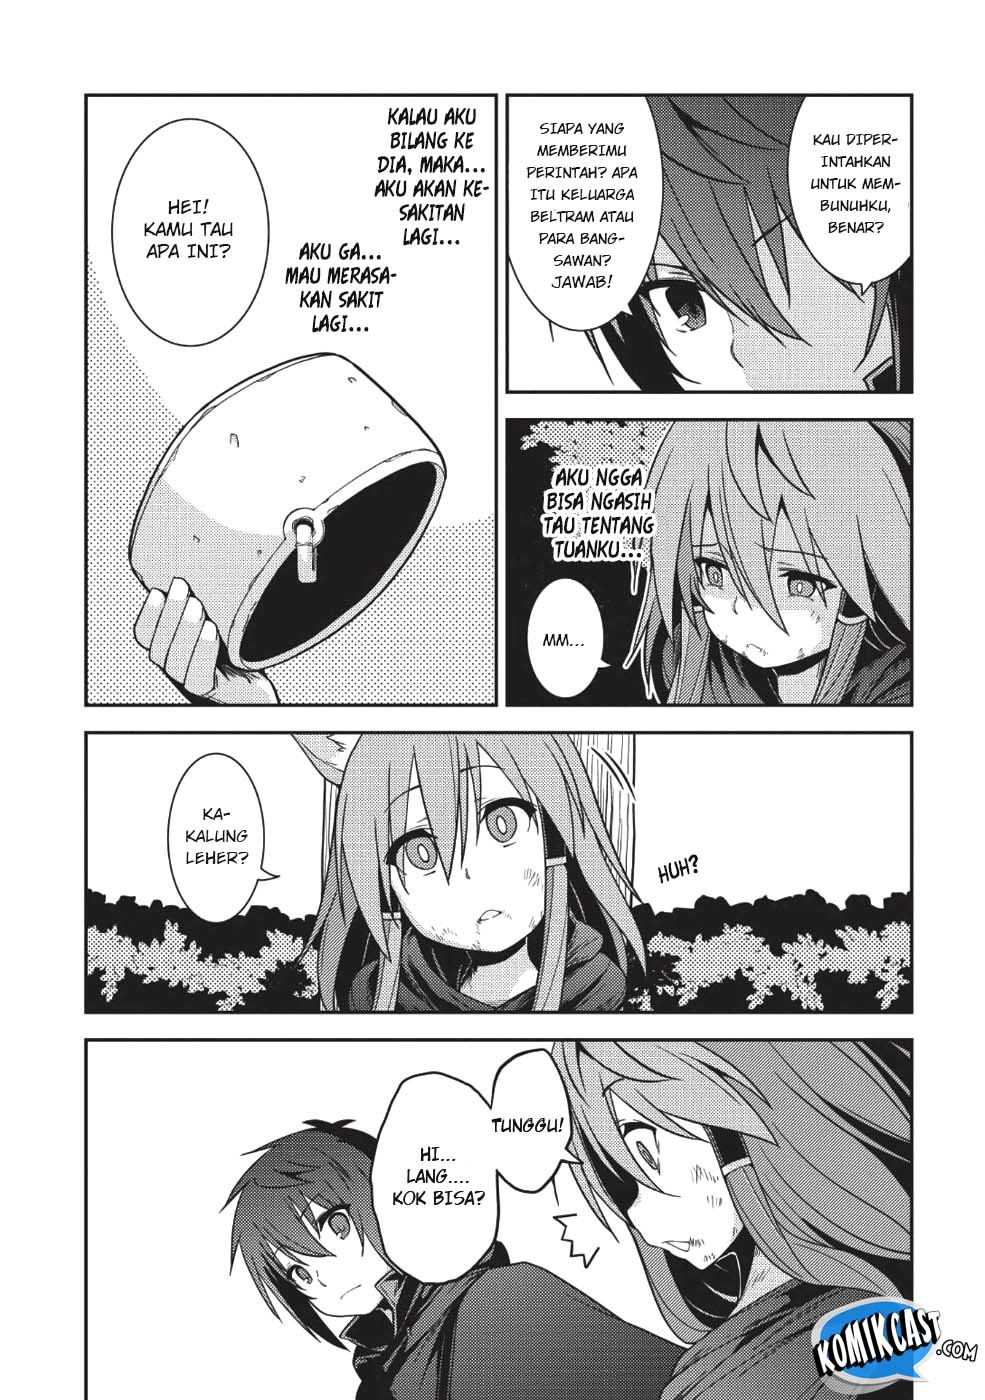 KAU DIPER-
INTAHKAN
UNTUK MEM-
BUNUHKU,
BENAR?
SIAPA YANG
MEMBERIMU
PERINTAH? APA
ITU KELUARGA
BELTRAM ATAU
PARA BANG-
SAWAN?
JAWAB!
AKU NGGA
BISA NGASIH
TAU TENTANG
TUANKU...
MM...
KALAU AKU
BILANG KE
DIA, MAKA...
AKU AKAN KE-
SAKITAN
LAGI...
AKU GA...
MAU MERASA-
KAN SAKIT
LAGI...
HEI!
KAMU TAU
APA INI?
HUH?
KA-
KALUNG
LEHER?
TUNGGU!
HI...
LANG....
KOK BISA?
KOMIKCAST
.COM